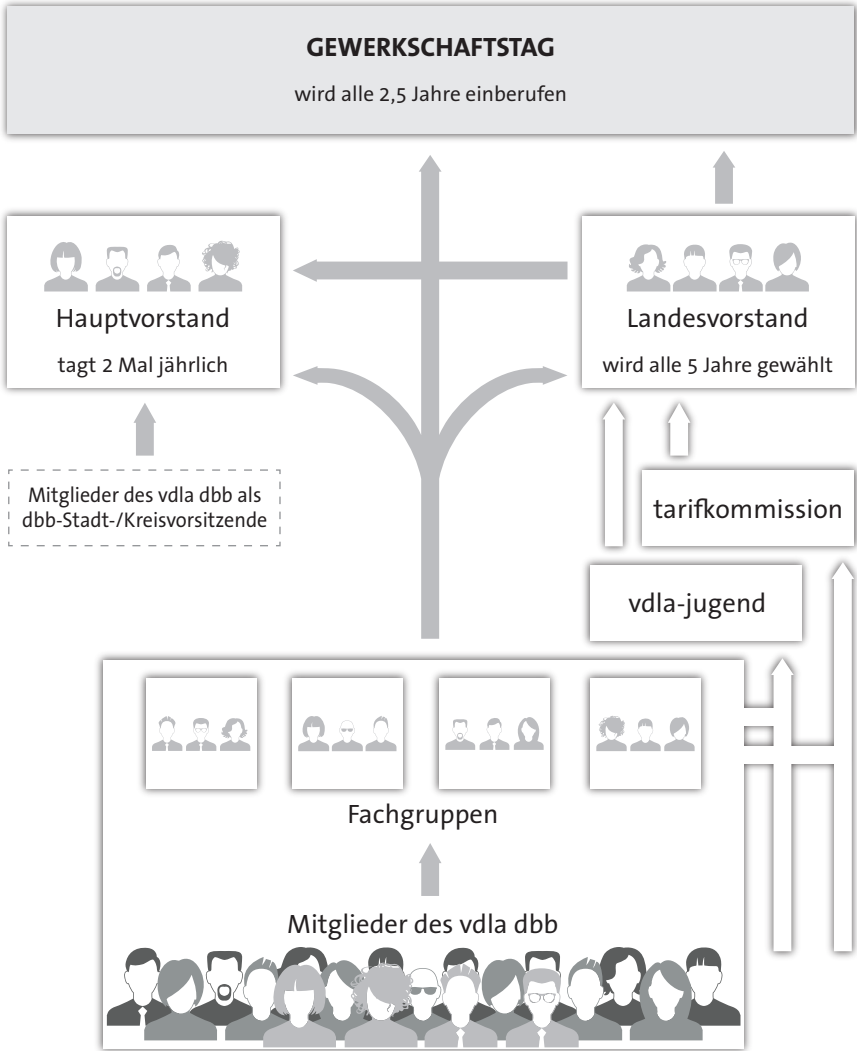 GEWERKSCHAFTSTAG
wird alle 2,5 Jahre einberufen
Hauptvorstand
tagt 2 Mal jährlich
Landesvorstand
wird alle 5 Jahre gewählt
Mitglieder des vdla dbb als
dbb-Stadt-/Kreisvorsitzende
tarifkommission
vdla-jugend
Fachgruppen
Mitglieder des vdla dbb